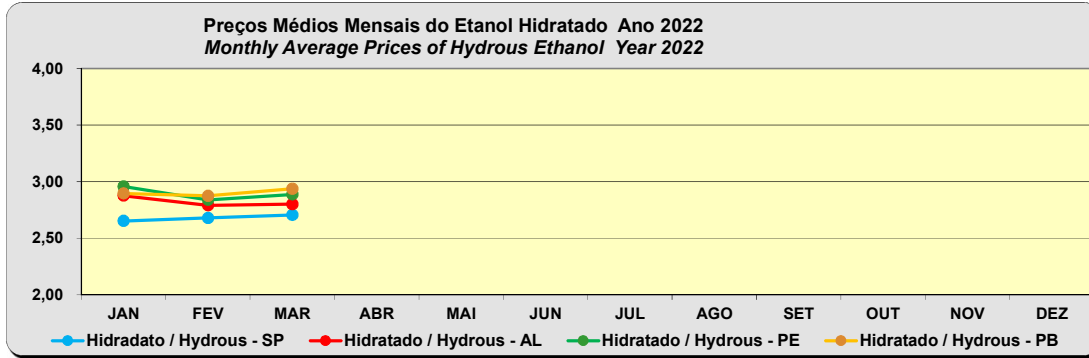 Preços Médios Mensais do Etanol Hidratado Ano 2022
Monthly Average Prices of Hydrous Ethanol Year 2022
4,00
3,50
3,00
2,50
2,00
JAN FEV MAR ABR MAI JUN JUL AGO SET OUT NOV DEZ
Hidradato / Hydrous - SP Hidratado / Hydrous - AL Hidratado / Hydrous - PE Hidratado / Hydrous - PB